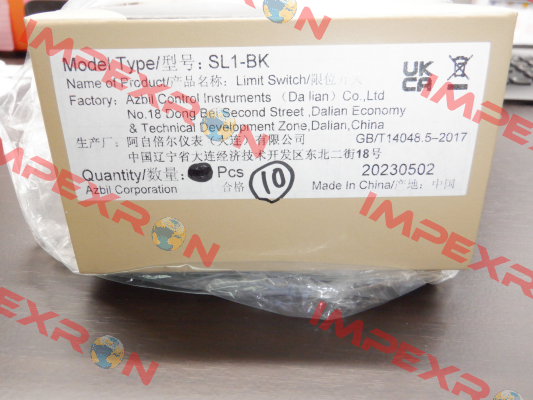 Model Type/型号: SL1-BK
Name of Product/产品名称: Limit Switch/限位开关
Factory: Azbil Control Instruments (Dalian) Co.,Ltd
No.18 Dong Bei Second Street ,Dalian Economy
& Technical Development Zone,Dalian,China
生产厂: 阿自倍尔仪表(大连)有限公司
GB/T14048.5-2017
中国辽宁省大连经济技术开发区东北二街18号
Quantity/数量: Pcs
合格
10
20230502
Azbil Corporation
Made in China/产地: 中国
UK
CA
IMPEXRON
IMPEXRON
IMPEXRON
IMPEXRON